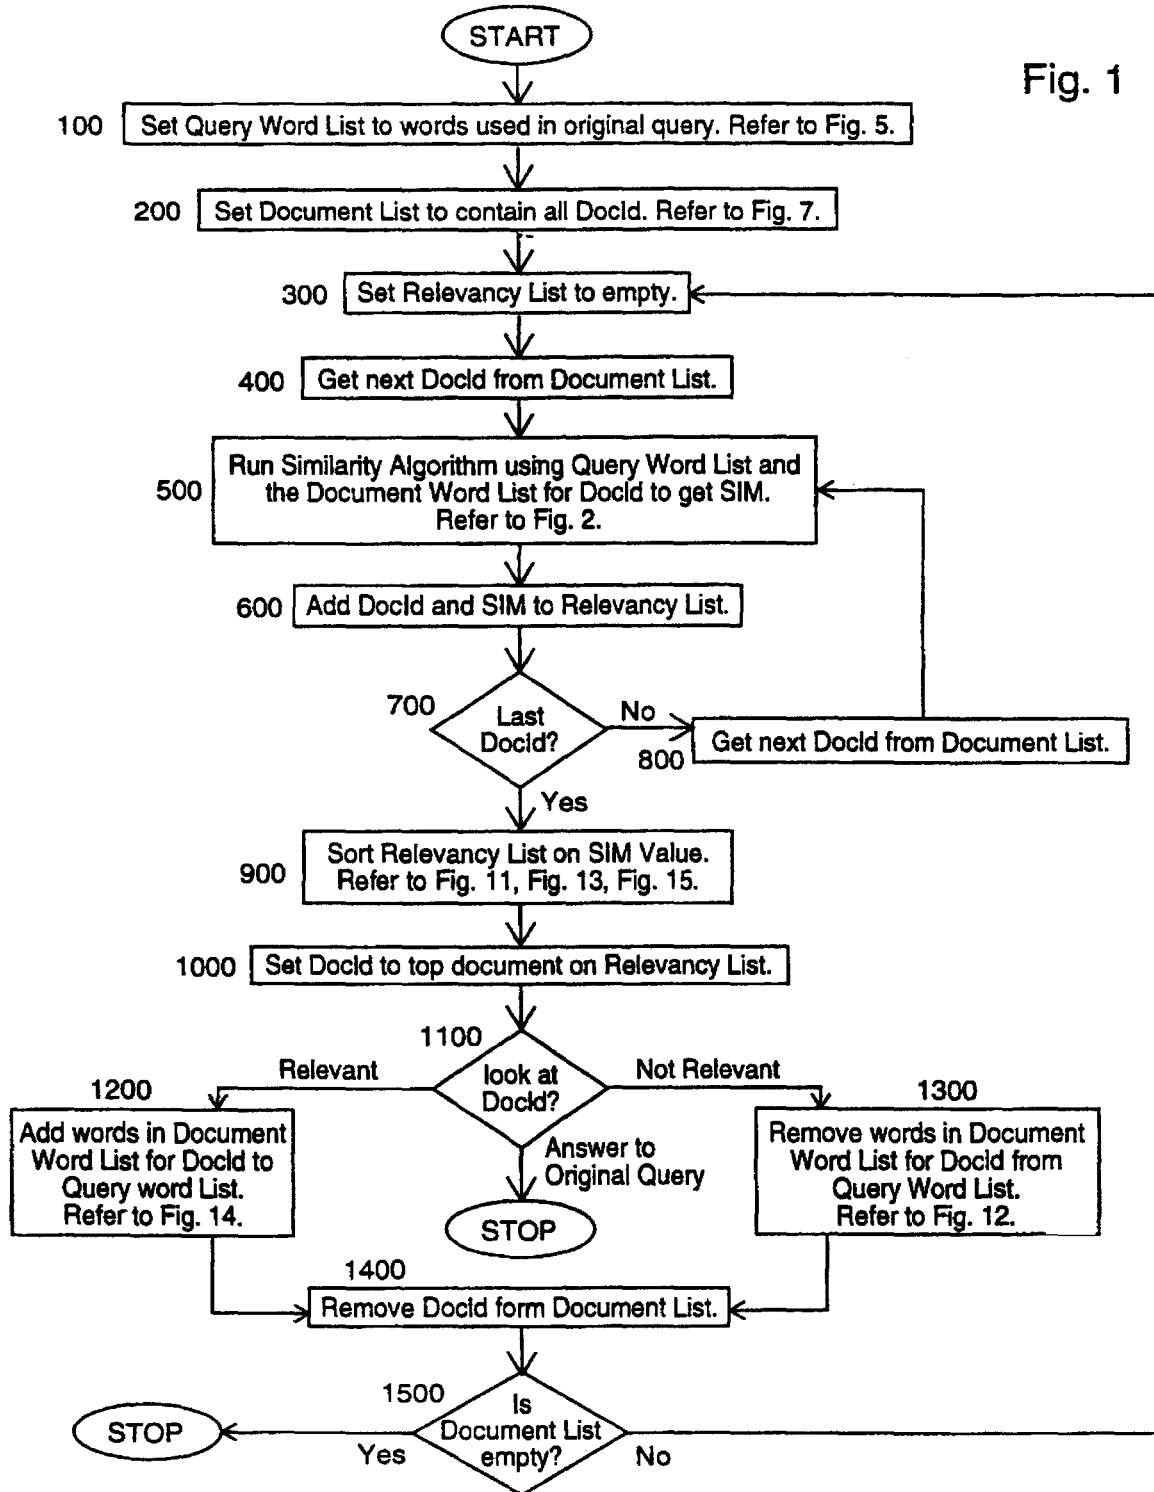 START
Fig. 1
100
Set Query Word List to words used in original query. Refer to Fig. 5.
200
Set Document List to contain all DocId. Refer to Fig. 7.
300
Set Relevancy List to empty.
400
Get next DocId from Document List.
500
Run Similarity Algorithm using Query Word List and
the Document Word List for DocId to get SIM.
Refer to Fig. 2.
600
Add DocId and SIM to Relevancy List.
700
Last
DocId?
No
800
Get next DocId from Document List.
Yes
900
Sort Relevancy List on SIM Value.
Refer to Fig. 11, Fig. 13, Fig. 15.
1000
Set DocId to top document on Relevancy List.
1100
look at
DocId?
Relevant
Not Relevant
1200
Add words in Document
Word List for DocId to
Query word List.
Refer to Fig. 14.
Answer to
Original Query
STOP
1300
Remove words in Document
Word List for DocId from
Query Word List.
Refer to Fig. 12.
1400
Remove DocId form Document List.
1500
Is
Document List
empty?
Yes
No
STOP